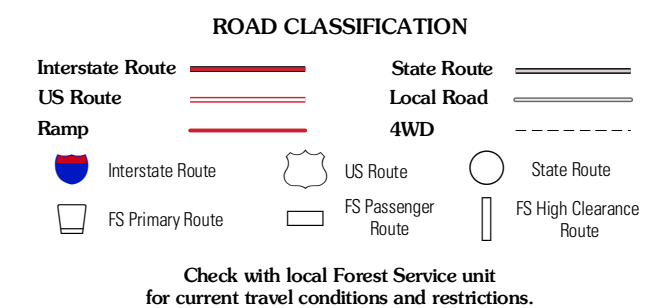 ROAD CLASSIFICATION
Interstate Route
State Route
US Route
Local Road
Ramp
4WD
Interstate Route
US Route
State Route
FS Primary Route
FS Passenger
Route
FS High Clearance
Route
Check with local Forest Service unit
for current travel conditions and restrictions.